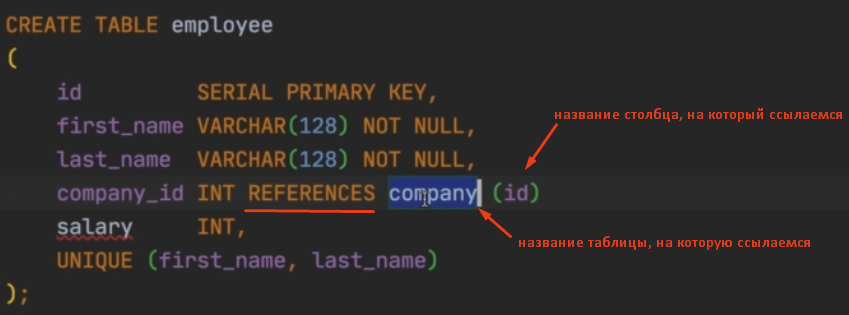 CREATE TABLE employee
(
id SERIAL PRIMARY KEY,
название столбца, на который ссылаемся
first_name VARCHAR(128) NOT NULL,
last_name VARCHAR(128) NOT NULL,
company_id INT REFERENCES company (id)
salary INT,
название таблицы, на которую ссылаемся
UNIQUE (first_name, last_name)
);